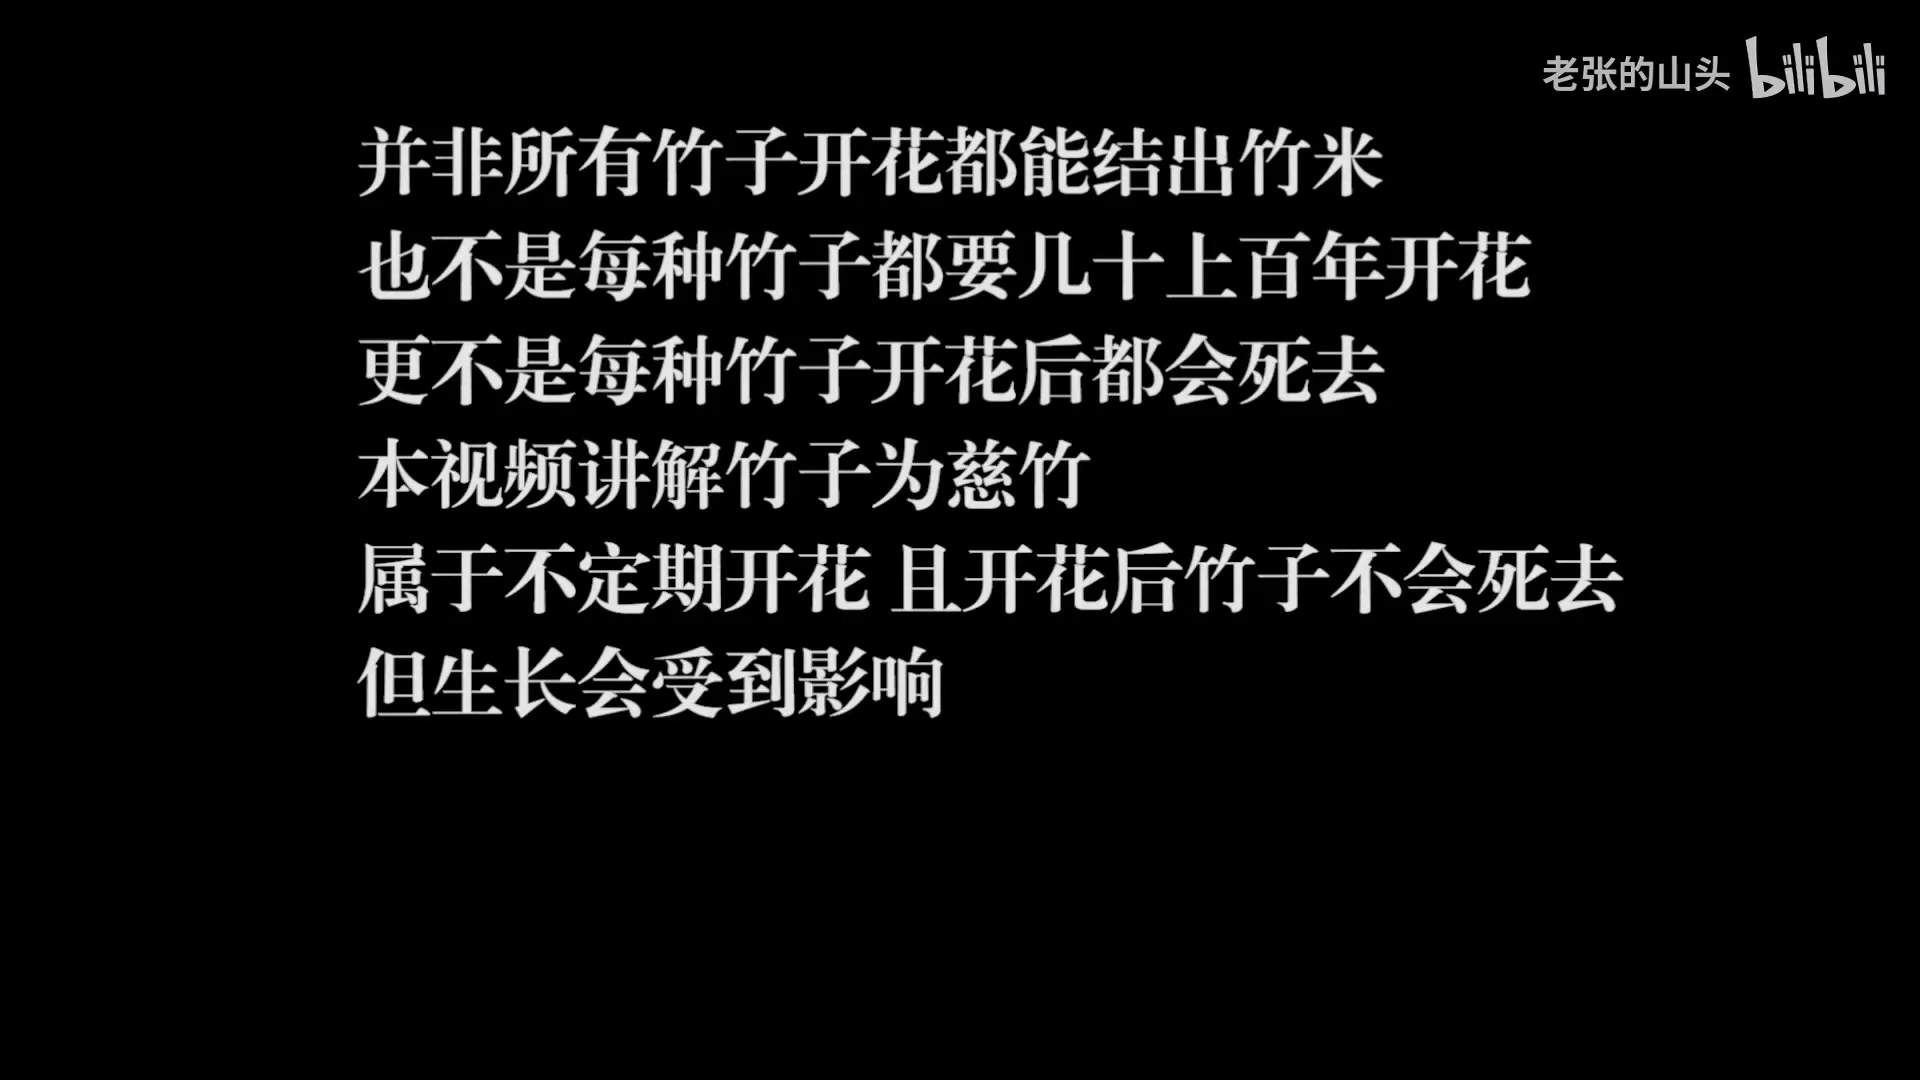 老张的山头 bilibili
并非所有竹子开花都能结出竹米
也不是每种竹子都要几十上百年开花
更不是每种竹子开花后都会死去
本视频讲解竹子为慈竹
属于不定期开花 且开花后竹子不会死去
但生长会受到影响